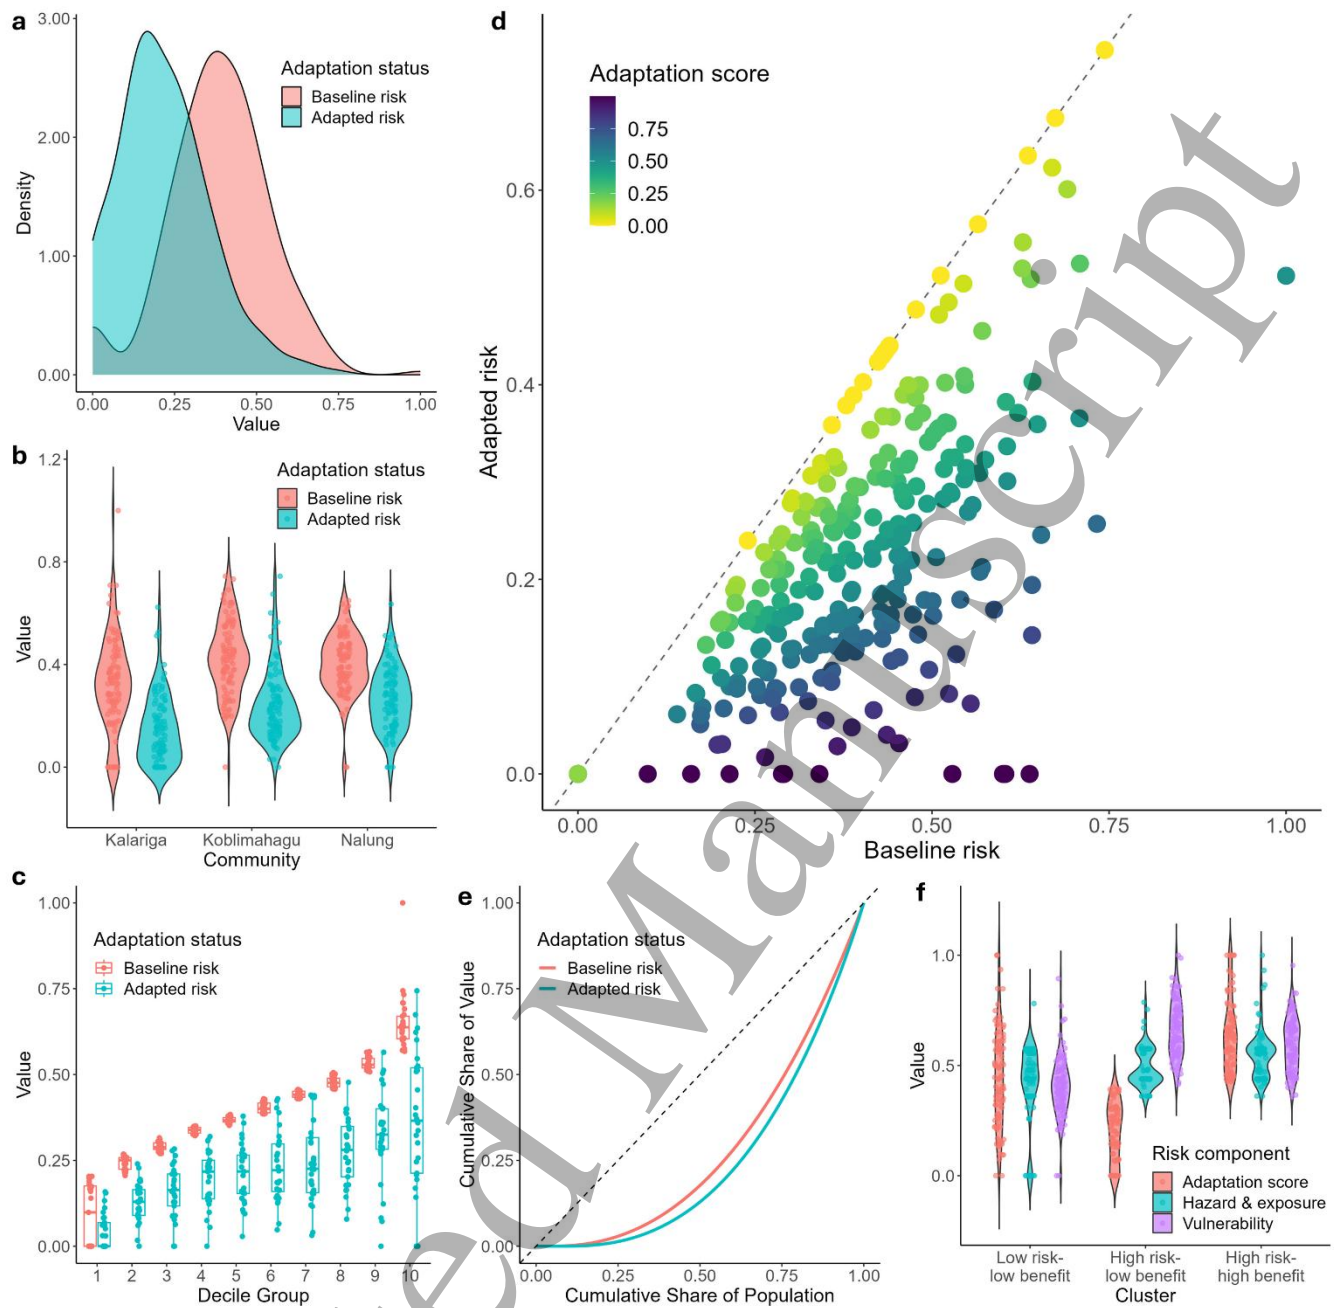 a
3.00
2.00
1.00
0.00
Density
0.00 0.25 0.50 0.75 1.00
Value
Adaptation status
Baseline risk
Adapted risk
b
1.2
0.8
0.4
0.0
Value
Adaptation status
Baseline risk
Adapted risk
Kalariga Koblimahagu Nalung
Community
c
1.00
0.75
0.50
0.25
0.00
Value
Adaptation status
Baseline risk
Adapted risk
1 2 3 4 5 6 7 8 9 10
Decile Group
d
Adaptation score
0.75
0.50
0.25
0.00
0.6
0.4
0.2
0.0
Adapted risk
0.00 0.25 0.50 0.75 1.00
Baseline risk
e
1.00
0.75
0.50
0.25
0.00
Cumulative Share of Value
Adaptation status
Baseline risk
Adapted risk
0.00 0.25 0.50 0.75 1.00
Cumulative Share of Population
f
1.0
0.5
0.0
Value
Risk component
Adaptation score
Hazard & exposure
Vulnerability
Low risk-
low benefit
High risk-
low benefit
High risk-
high benefit
Cluster
ed Manuscript